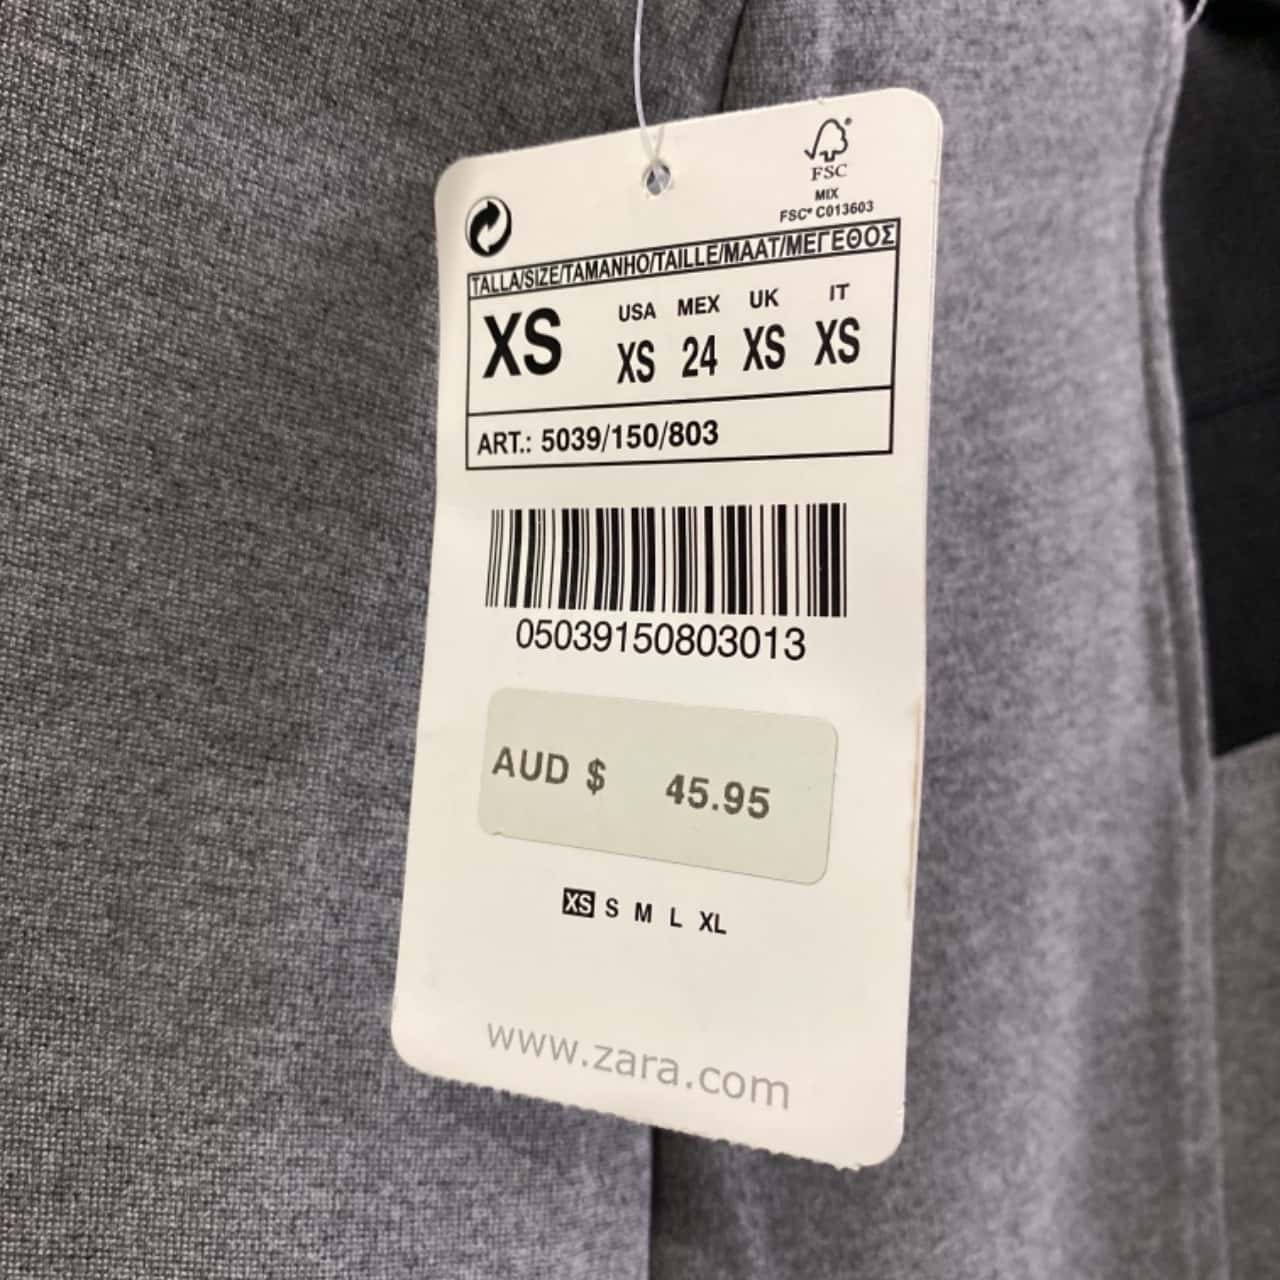 FSC®
MIX
FSC® C013603
TALLA/SIZE/TAMANHO/TAILLE/MAAT/ΜΕΓΕΘΟΣ
USA MEX UK IT
XS XS 24 XS XS
ART.: 5039/150/803
05039150803013
AUD $ 45.95
XS S M L XL
www.zara.com